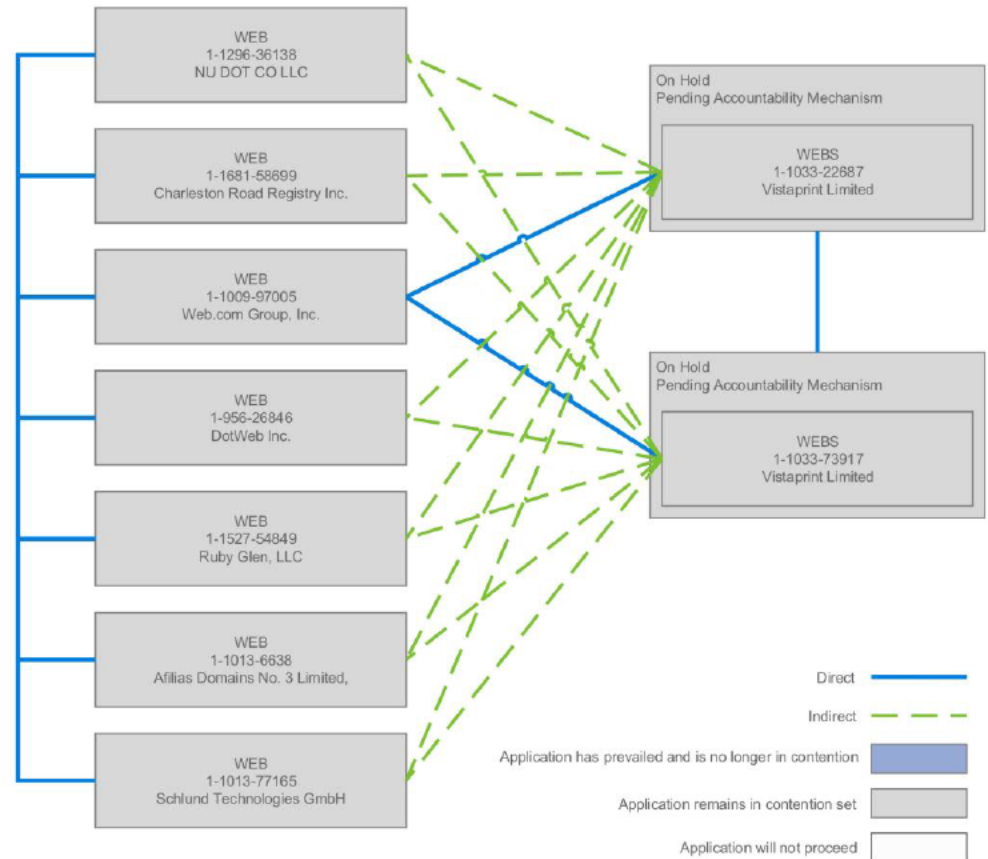 WEB
1-1296-36138
NU DOT CO LLC
WEB
1-1681-58699
Charleston Road Registry Inc.
WEB
1-1009-97005
Web.com Group, Inc.
WEB
1-956-26846
DotWeb Inc.
WEB
1-1527-54849
Ruby Glen, LLC
WEB
1-1013-6638
Afilias Domains No. 3 Limited,
WEB
1-1013-77165
Schlund Technologies GmbH
On Hold
Pending Accountability Mechanism
WEBS
1-1033-22687
Vistaprint Limited
On Hold
Pending Accountability Mechanism
WEBS
1-1033-73917
Vistaprint Limited
Direct
Indirect
Application has prevailed and is no longer in contention
Application remains in contention set
Application will not proceed